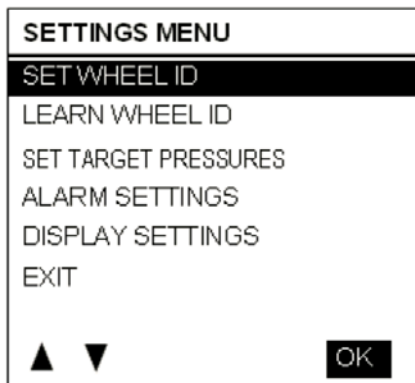 SETTINGS MENU
SET WHEEL ID
LEARN WHEEL ID
SET TARGET PRESSURES
ALARM SETTINGS
DISPLAY SETTINGS
EXIT
▲ ▼ OK